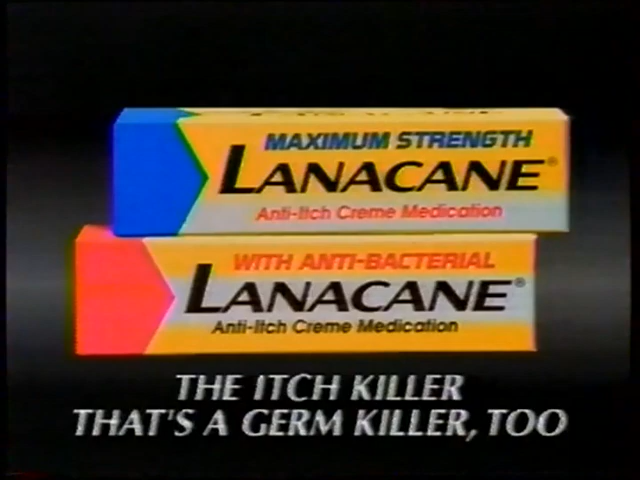 MAXIMUM STRENGTH
LANACANE®
Anti-Itch Creme Medication
WITH ANTI-BACTERIAL
LANACANE®
Anti-Itch Creme Medication
THE ITCH KILLER
THAT'S A GERM KILLER, TOO